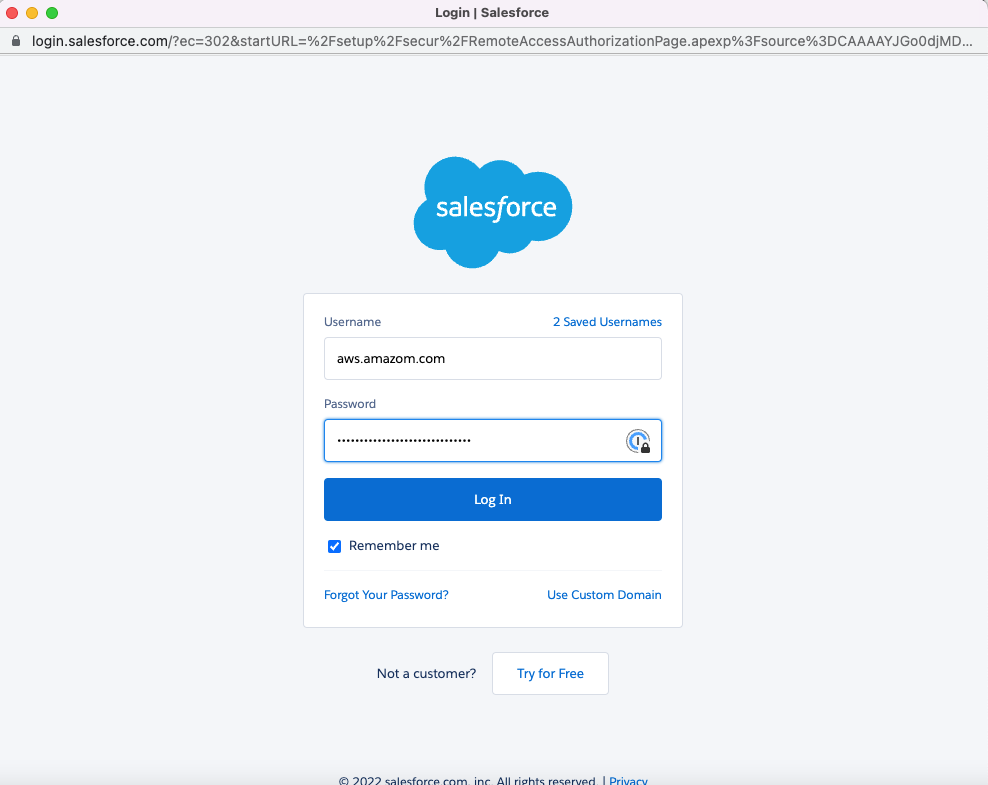 Login | Salesforce
login.salesforce.com/?ec=302&startURL=%2Fsetup%2Fsecur%2FRemoteAccessAuthorizationPage.apexp%3Fsource%3DCAAAAYJGo0djMD...
salesforce
Username 2 Saved Usernames
aws.amazom.com
Password
••••••••••••••••••••••••••••••
Log In
Remember me
Forgot Your Password? Use Custom Domain
Not a customer? Try for Free
© 2022 salesforce.com, inc. All rights reserved. | Privacy